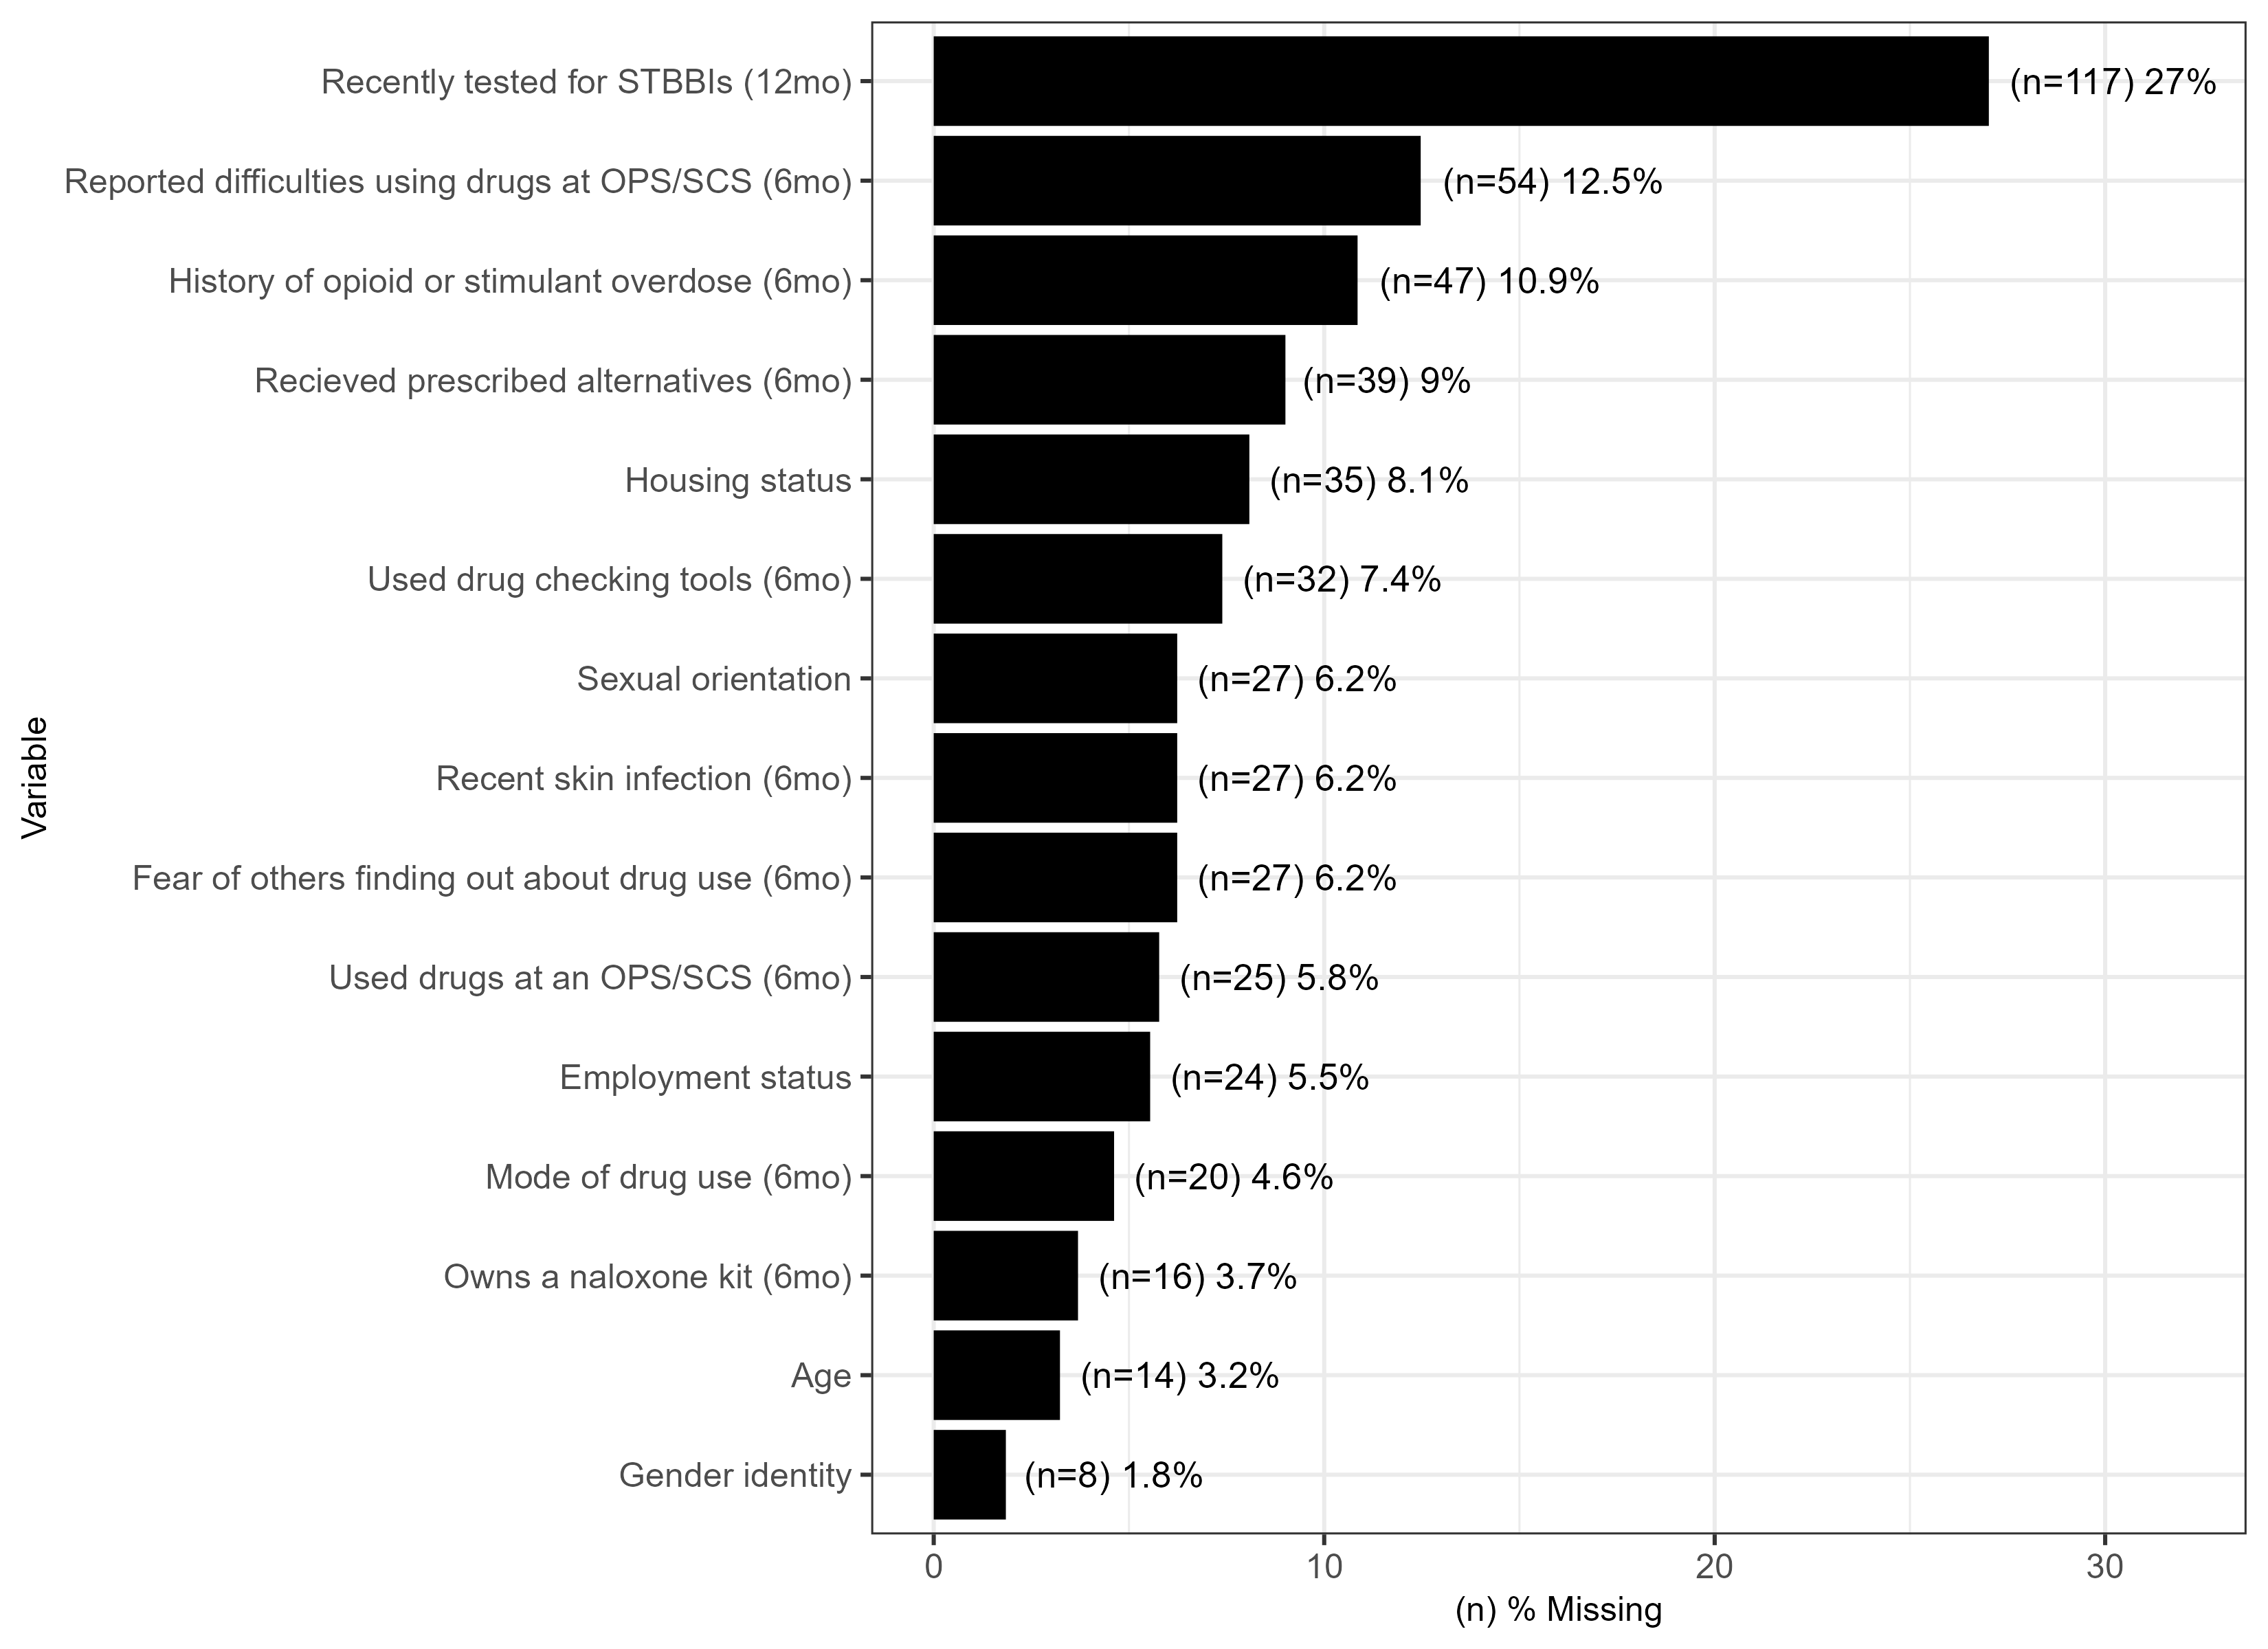 Recently tested for STBBIs (12mo) (n=117) 27%
Reported difficulties using drugs at OPS/SCS (6mo) (n=54) 12.5%
History of opioid or stimulant overdose (6mo) (n=47) 10.9%
Recieved prescribed alternatives (6mo) (n=39) 9%
Housing status (n=35) 8.1%
Used drug checking tools (6mo) (n=32) 7.4%
Sexual orientation (n=27) 6.2%
Recent skin infection (6mo) (n=27) 6.2%
Fear of others finding out about drug use (6mo) (n=27) 6.2%
Used drugs at an OPS/SCS (6mo) (n=25) 5.8%
Employment status (n=24) 5.5%
Mode of drug use (6mo) (n=20) 4.6%
Owns a naloxone kit (6mo) (n=16) 3.7%
Age (n=14) 3.2%
Gender identity (n=8) 1.8%
Variable
0 10 20 30
(n) % Missing